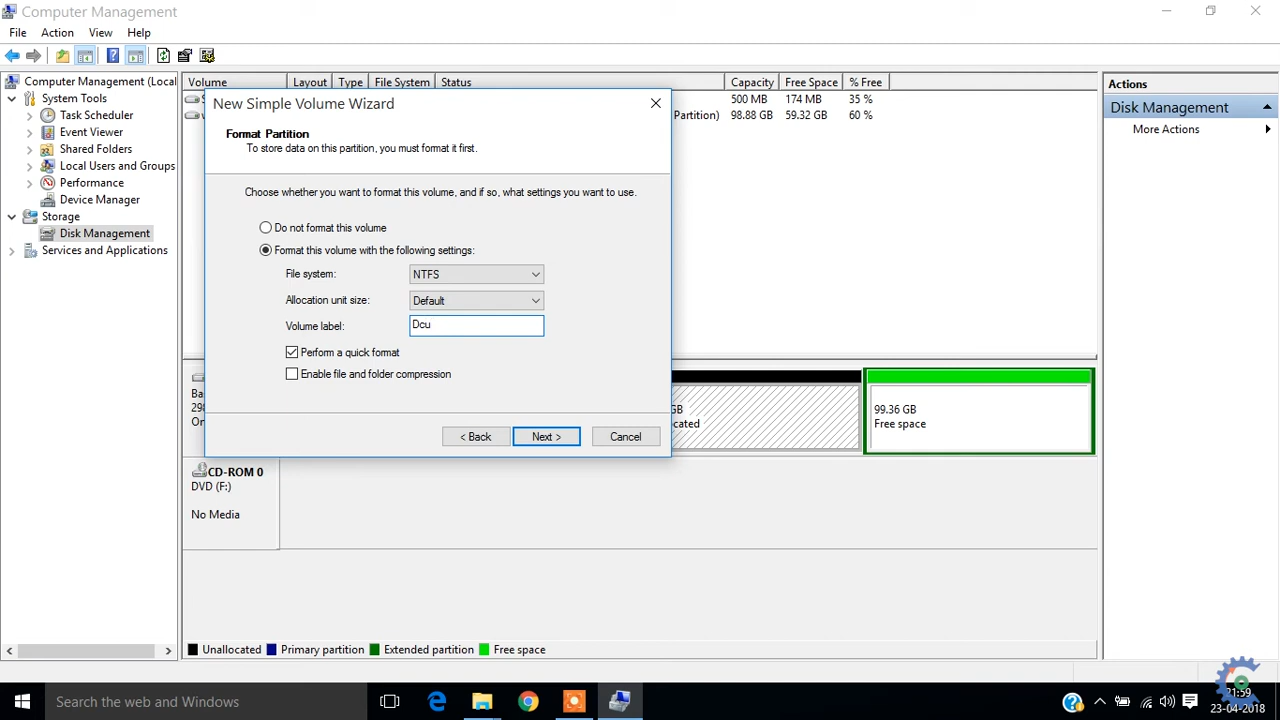 Computer Management
File Action View Help
Computer Management (Local
System Tools
Task Scheduler
Event Viewer
Shared Folders
Local Users and Groups
Performance
Device Manager
Storage
Disk Management
Services and Applications
Volume Layout Type File System Status Capacity Free Space % Free
500 MB 174 MB 35 %
Partition) 98.88 GB 59.32 GB 60 %
New Simple Volume Wizard
Format Partition
To store data on this partition, you must format it first.
Choose whether you want to format this volume, and if so, what settings you want to use.
Do not format this volume
Format this volume with the following settings:
File system: NTFS
Allocation unit size: Default
Volume label: Dcu
Perform a quick format
Enable file and folder compression
< Back Next > Cancel
Bas
298
On
GB
cated
99.36 GB
Free space
CD-ROM 0
DVD (F:)
No Media
Unallocated Primary partition Extended partition Free space
Actions
Disk Management
More Actions
Search the web and Windows
21:59
23-04-2018